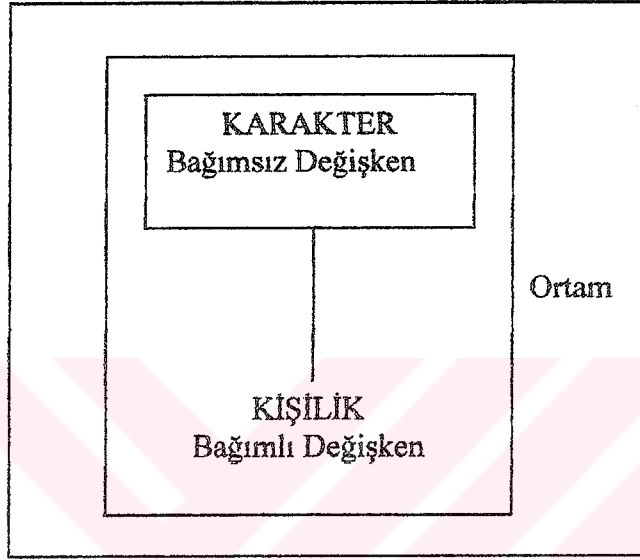 KARAKTER
Bağımsız Değişken
Ortam
KİŞİLİK
Bağımlı Değişken